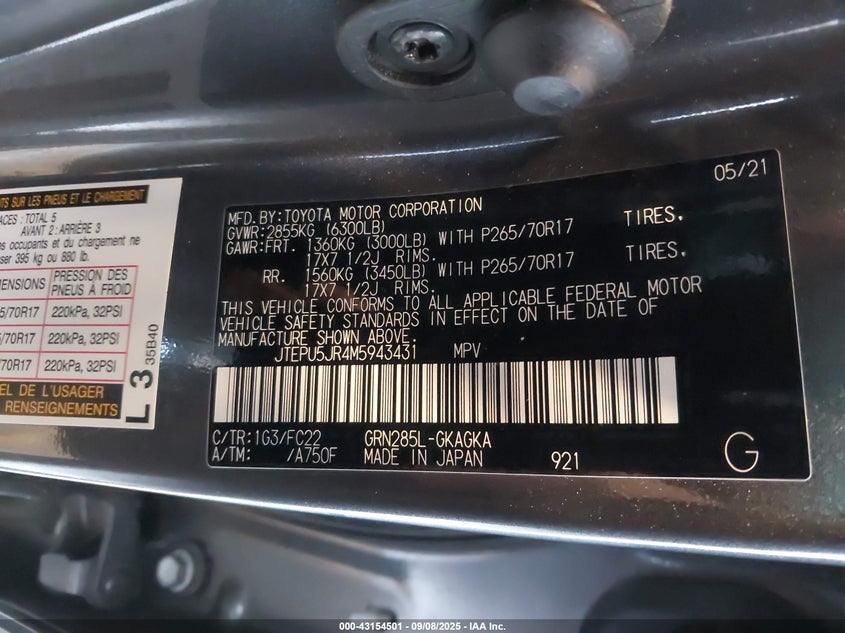 TS SUR LES PNEUS ET LE CHARGEMENT
ACES : TOTAL 5
AVANT 2 : ARRIÈRE 3
es occupants et du chargement ne
ser 395 kg ou 880 lb.
MENSIONS PRESSION DES PNEUS À FROID
5/70R17 220kPa, 32PSI
/70R17 220kPa, 32PSI
/70R17 220kPa, 32PSI
EL DE L'USAGER
RENSEIGNEMENTS
L 3
35B40
05/21
MFD. BY: TOYOTA MOTOR CORPORATION
GVWR: 2855KG (6300LB)
GAWR: FRT. 1360KG (3000LB) WITH P265/70R17 TIRES,
17X7 1/2J RIMS.
RR. 1560KG (3450LB) WITH P265/70R17 TIRES,
17X7 1/2J RIMS.
THIS VEHICLE CONFORMS TO ALL APPLICABLE FEDERAL MOTOR
VEHICLE SAFETY STANDARDS IN EFFECT ON THE DATE OF
MANUFACTURE SHOWN ABOVE.
JTEPU5JR4M5943431 MPV
C/TR: 1G3/FC22 GRN285L-GKAGKA
A/TM: /A750F MADE IN JAPAN 921
G
000-43154501 - 09/08/2025 - IAA Inc.